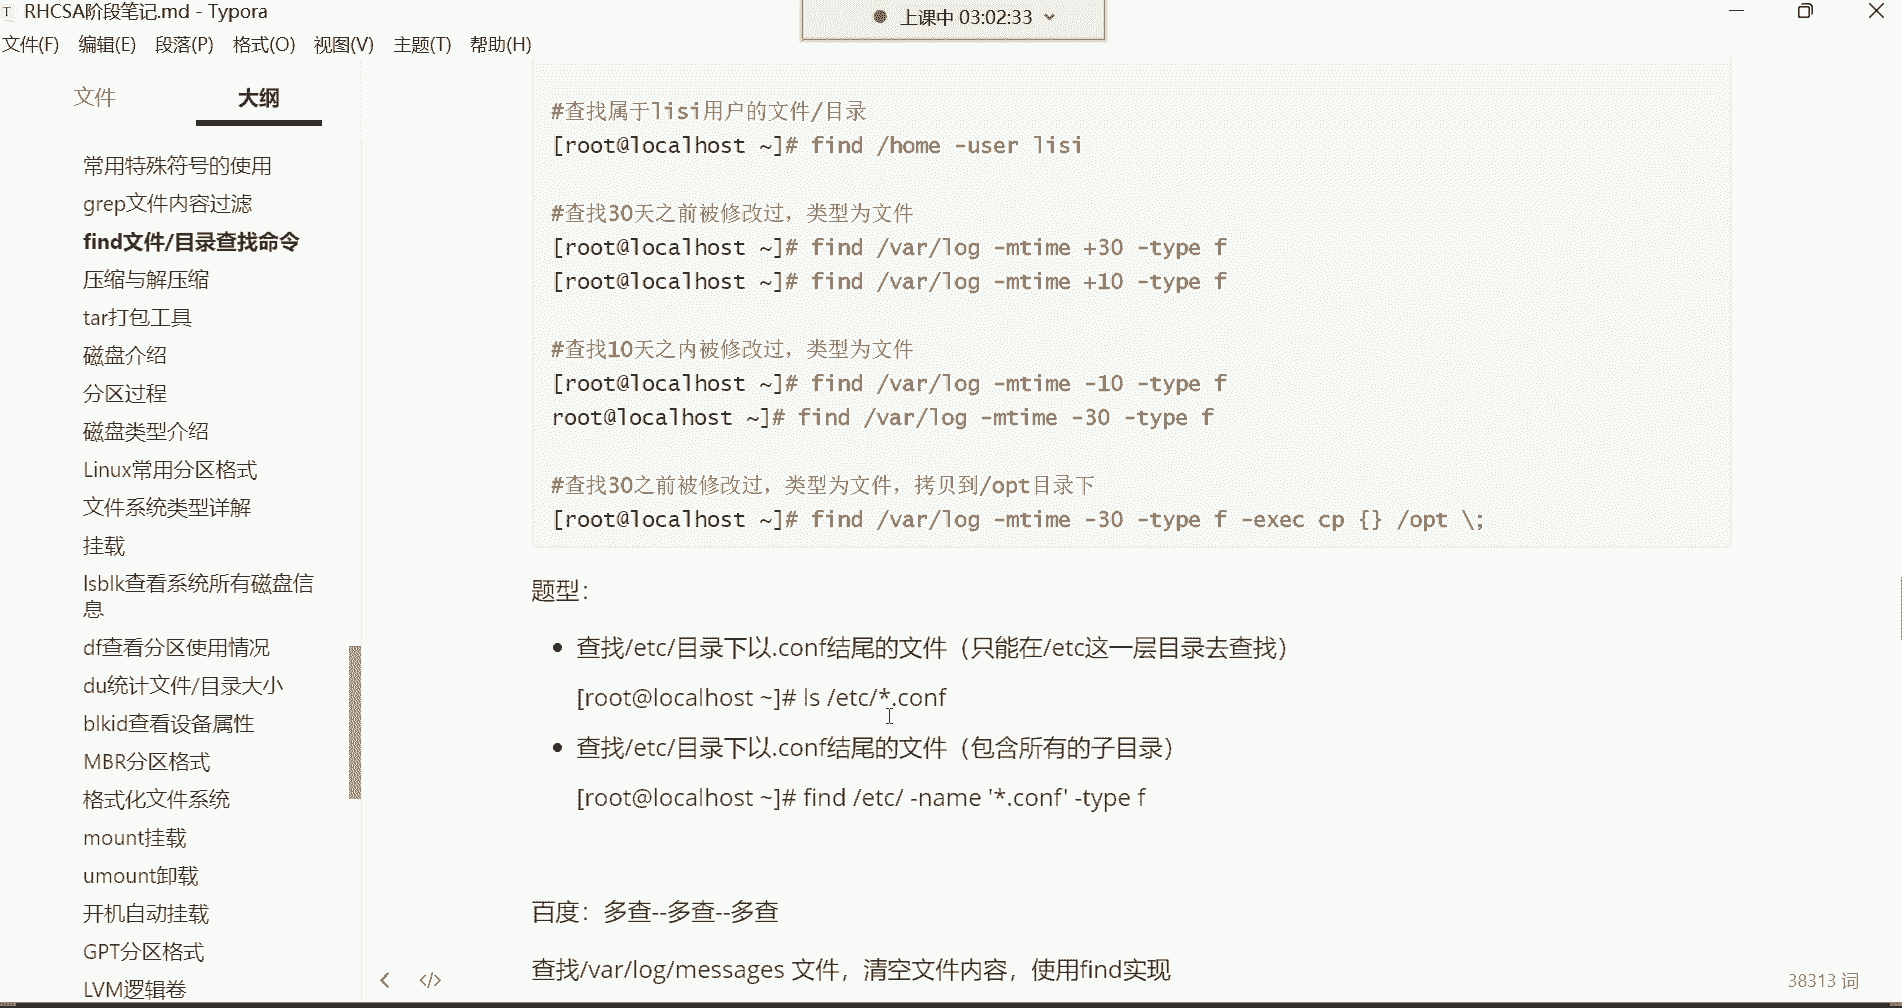 RHCSA阶段笔记.md - Typora
上课中 03:02:33
文件(F) 编辑(E) 段落(P) 格式(O) 视图(V) 主题(T) 帮助(H)
文件 大纲
常用特殊符号的使用
grep文件内容过滤
find文件/目录查找命令
压缩与解压缩
tar打包工具
磁盘介绍
分区过程
磁盘类型介绍
Linux常用分区格式
文件系统类型详解
挂载
lsblk查看系统所有磁盘信
息
df查看分区使用情况
du统计文件/目录大小
blkid查看设备属性
MBR分区格式
格式化文件系统
mount挂载
umount卸载
开机自动挂载
GPT分区格式
LVM逻辑卷
#查找属于lisi用户的文件/目录
[root@localhost ~]# find /home -user lisi
#查找30天之前被修改过，类型为文件
[root@localhost ~]# find /var/log -mtime +30 -type f
[root@localhost ~]# find /var/log -mtime +10 -type f
#查找10天之内被修改过，类型为文件
[root@localhost ~]# find /var/log -mtime -10 -type f
root@localhost ~]# find /var/log -mtime -30 -type f
#查找30之前被修改过，类型为文件，拷贝到/opt目录下
[root@localhost ~]# find /var/log -mtime -30 -type f -exec cp {} /opt \;
题型：
• 查找/etc/目录下以.conf结尾的文件（只能在/etc这一层目录去查找）
[root@localhost ~]# ls /etc/*.conf
• 查找/etc/目录下以.conf结尾的文件（包含所有的子目录）
[root@localhost ~]# find /etc/ -name '*.conf' -type f
百度：多查--多查--多查
查找/var/log/messages 文件，清空文件内容，使用find实现
38313 词